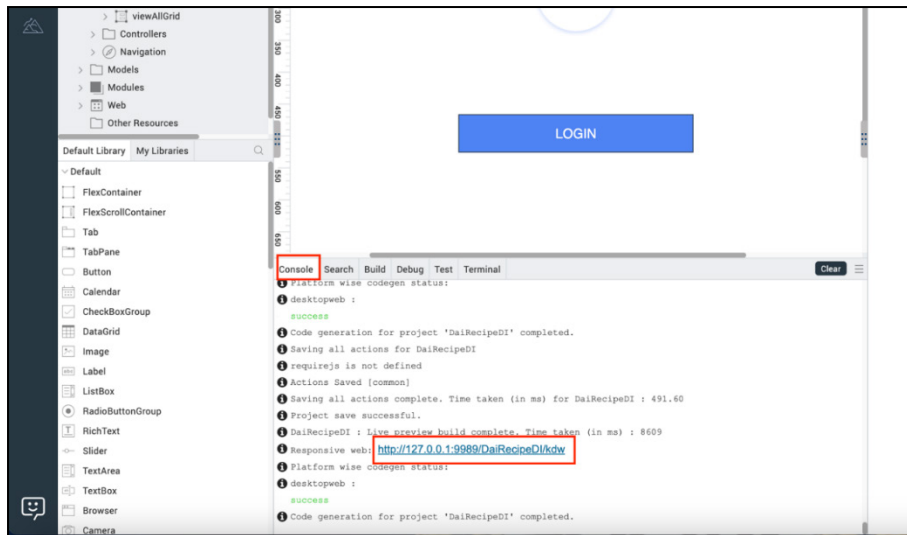 viewAllGrid
Controllers
Navigation
Models
Modules
Web
Other Resources
Default Library My Libraries
Default
FlexContainer
FlexScrollContainer
Tab
TabPane
Button
Calendar
CheckBoxGroup
DataGrid
Image
Label
ListBox
RadioButtonGroup
RichText
Slider
TextArea
TextBox
Browser
Camera
300
350
400
450
550
600
650
LOGIN
Console Search Build Debug Test Terminal Clear
Platform wise codegen status:
desktopweb :
success
Code generation for project 'DaiRecipeDI' completed.
Saving all actions for DaiRecipeDI
requirejs is not defined
Actions Saved [common]
Saving all actions complete. Time taken (in ms) for DaiRecipeDI : 491.60
Project save successful.
DaiRecipeDI : Live preview build complete. Time taken (in ms) : 8609
Responsive web: http://127.0.0.1:9989/DaiRecipeDI/kdw
Platform wise codegen status:
desktopweb :
success
Code generation for project 'DaiRecipeDI' completed.